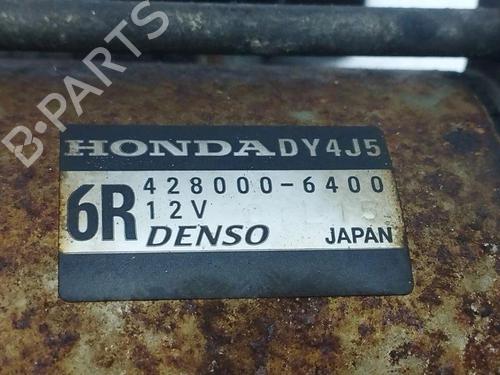 B-PARTS
HONDA DY4J5
6R 428000-6400
12V
DENSO JAPAN